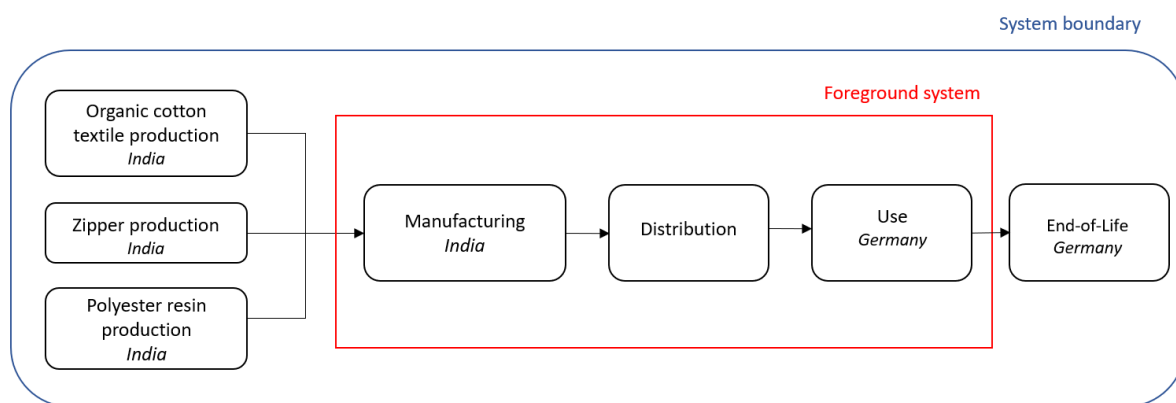 System boundary
Foreground system
Organic cotton
textile production
India
Zipper production
India
Polyester resin
production
India
Manufacturing
India
Distribution
Use
Germany
End-of-Life
Germany